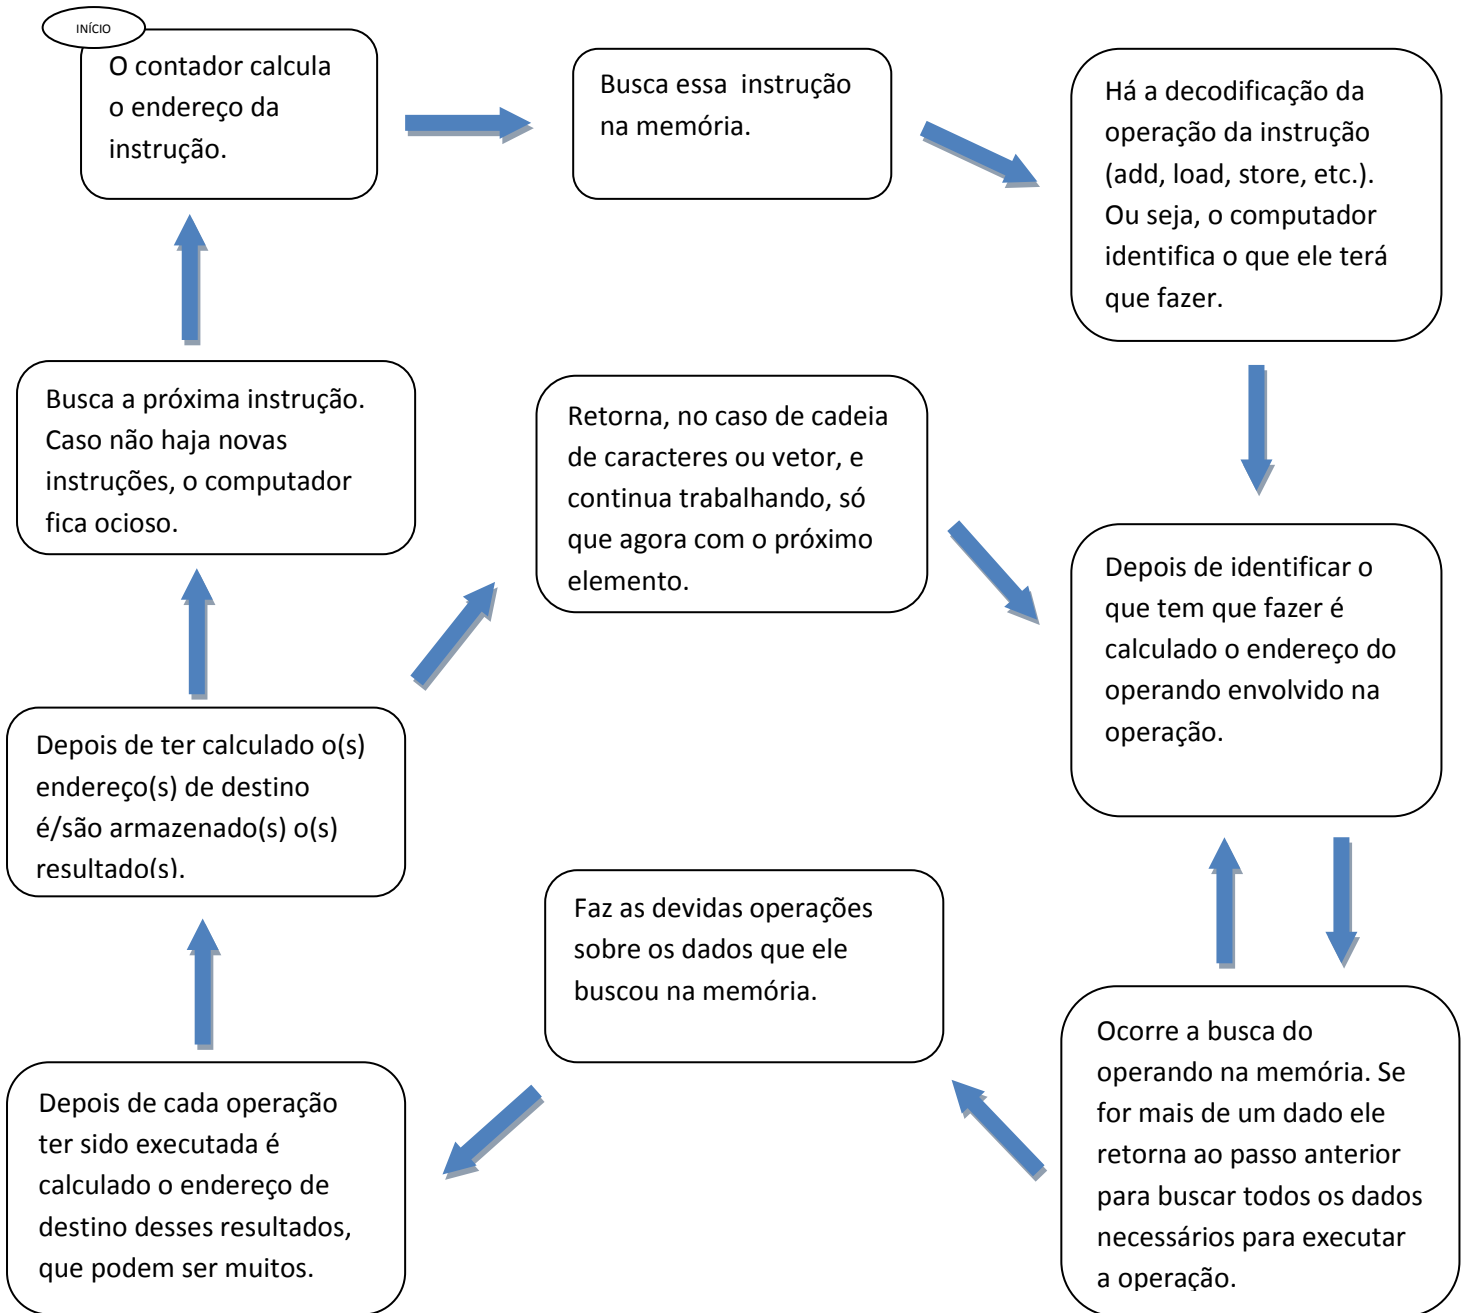 INÍCIO
O contador calcula
o endereço da
instrução.
Busca essa instrução
na memória.
Há a decodificação da
operação da instrução
(add, load, store, etc.).
Ou seja, o computador
identifica o que ele terá
que fazer.
Busca a próxima instrução.
Caso não haja novas
instruções, o computador
fica ocioso.
Retorna, no caso de cadeia
de caracteres ou vetor, e
continua trabalhando, só
que agora com o próximo
elemento.
Depois de identificar o
que tem que fazer é
calculado o endereço do
operando envolvido na
operação.
Depois de ter calculado o(s)
endereço(s) de destino
é/são armazenado(s) o(s)
resultado(s).
Faz as devidas operações
sobre os dados que ele
buscou na memória.
Ocorre a busca do
operando na memória. Se
for mais de um dado ele
retorna ao passo anterior
para buscar todos os dados
necessários para executar
a operação.
Depois de cada operação
ter sido executada é
calculado o endereço de
destino desses resultados,
que podem ser muitos.